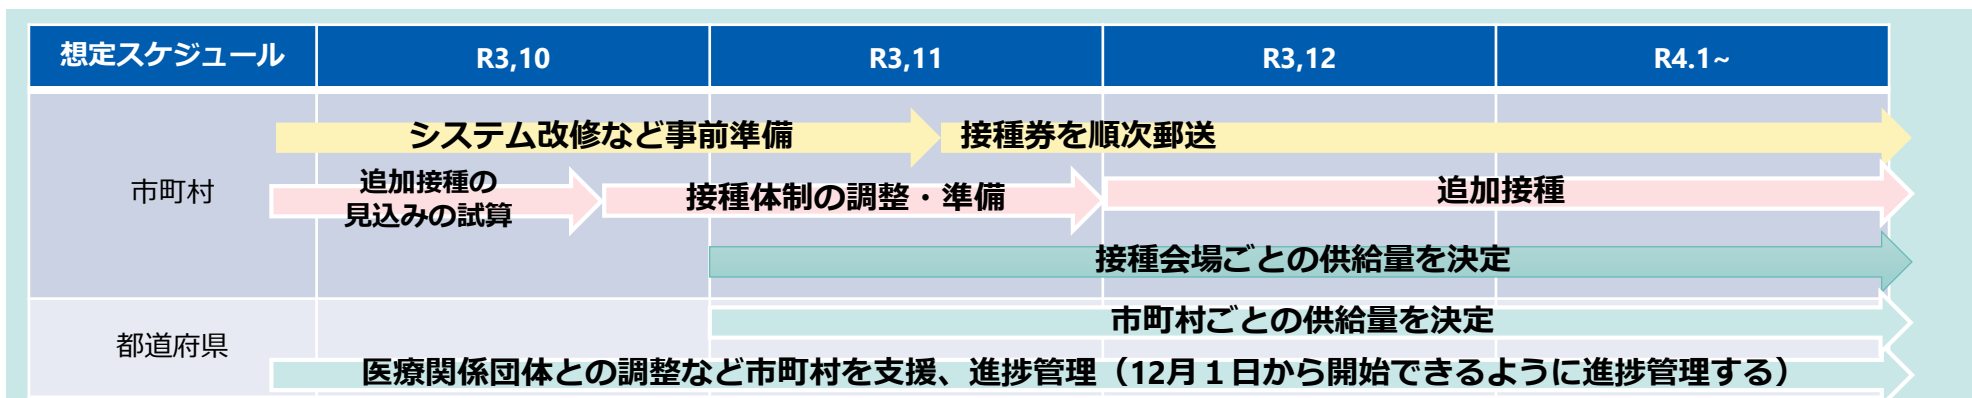 想定スケジュール R3,10 R3,11 R3,12 R4.1~
市町村
システム改修など事前準備 接種券を順次郵送
追加接種の
見込みの試算
接種体制の調整・準備
追加接種
接種会場ごとの供給量を決定
都道府県
市町村ごとの供給量を決定
医療関係団体との調整など市町村を支援、進捗管理（12月１日から開始できるように進捗管理する）